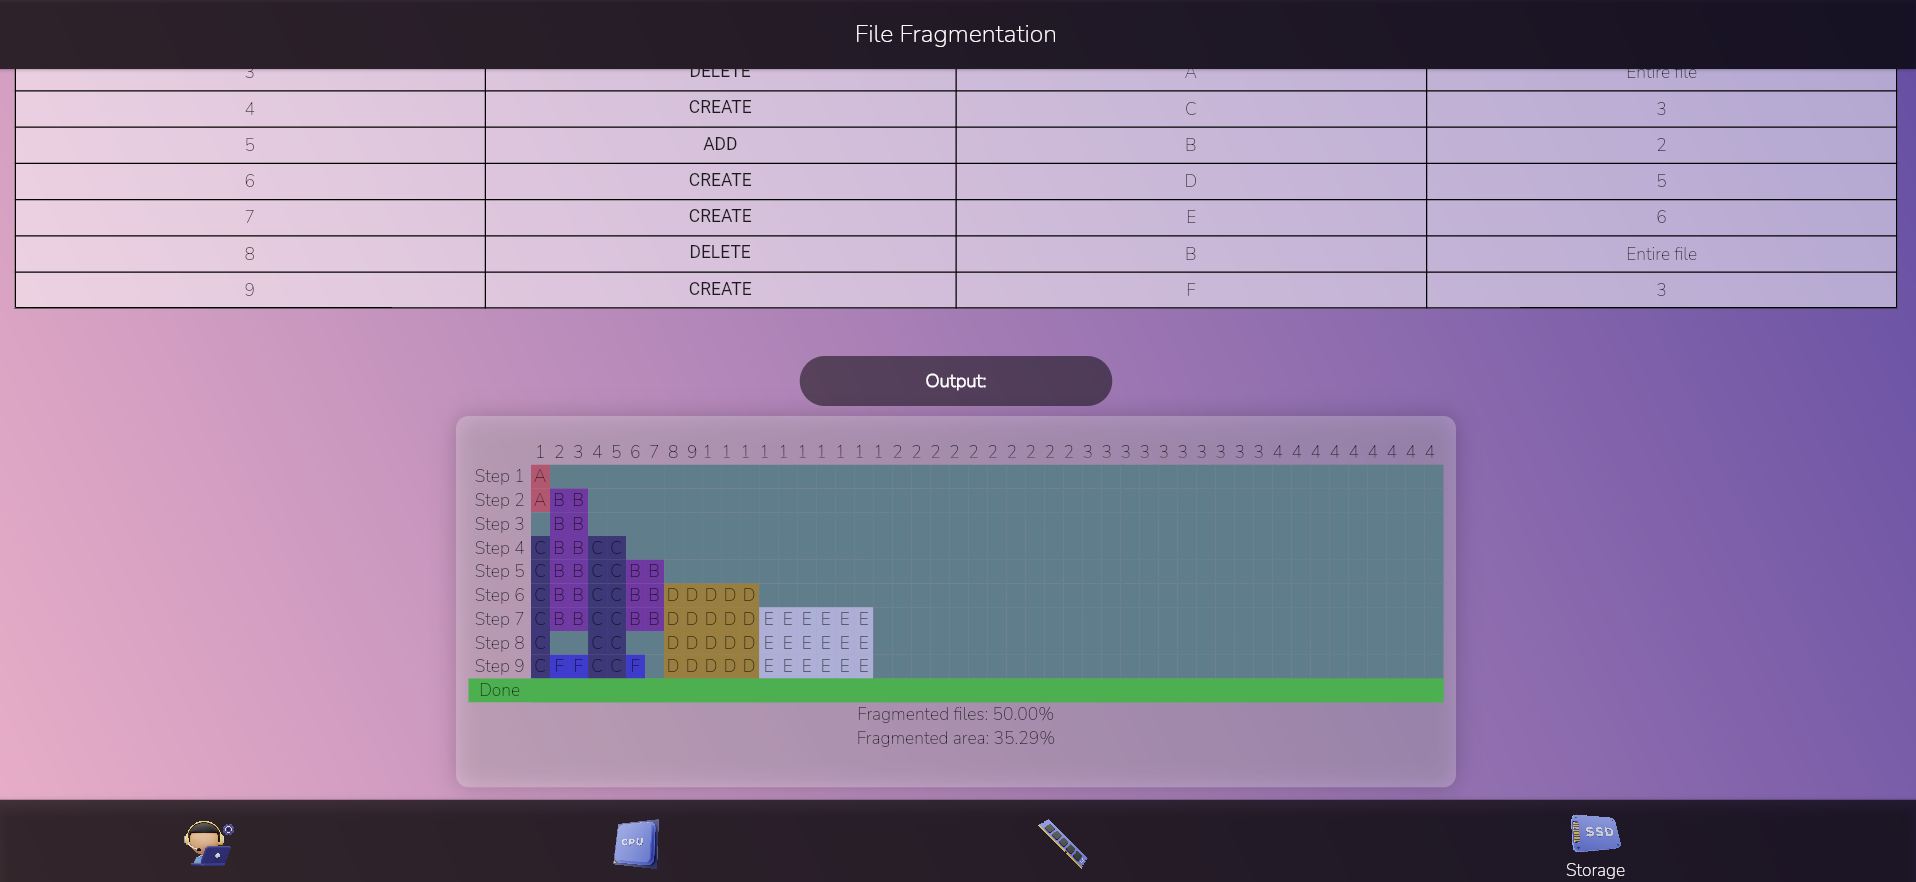 File Fragmentation
3 DELETE A Entire file
4 CREATE C 3
5 ADD B 2
6 CREATE D 5
7 CREATE E 6
8 DELETE B Entire file
9 CREATE F 3
Output:
1 2 3 4 5 6 7 8 9 1 1 1 1 1 1 1 1 1 1 2 2 2 2 2 2 2 2 2 2 3 3 3 3 3 3 3 3 3 3 4 4 4 4 4 4 4 4 4
Step 1 A
Step 2 A B B
Step 3 B B
Step 4 C B B C C
Step 5 C B B C C B B
Step 6 C B B C C B B D D D D D
Step 7 C B B C C B B D D D D D E E E E E E
Step 8 C C C D D D D D E E E E E E
Step 9 C F F C C F D D D D D E E E E E E
Done
Fragmented files: 50.00%
Fragmented area: 35.29%
CPU
SSD
Storage